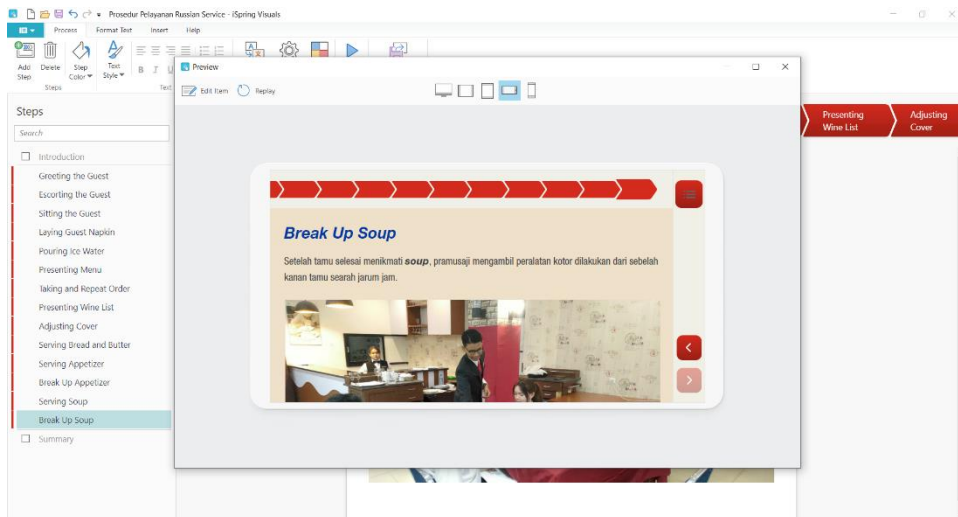 Prosedur Pelayanan Russian Service - iSpring Visuals
Process Format Text Insert Help
Add Step
Delete
Step Color
Text Style
B I U
Steps
Text
Preview
Edit Item Replay
Steps
Search
Introduction
Greeting the Guest
Escorting the Guest
Sitting the Guest
Laying Guest Napkin
Pouring Ice Water
Presenting Menu
Taking and Repeat Order
Presenting Wine List
Adjusting Cover
Serving Bread and Butter
Serving Appetizer
Break Up Appetizer
Serving Soup
Break Up Soup
Summary
Break Up Soup
Setelah tamu selesai menikmati soup, pramusaji mengambil peralatan kotor dilakukan dari sebelah
kanan tamu searah jarum jam.
Presenting
Wine List
Adjusting
Cover